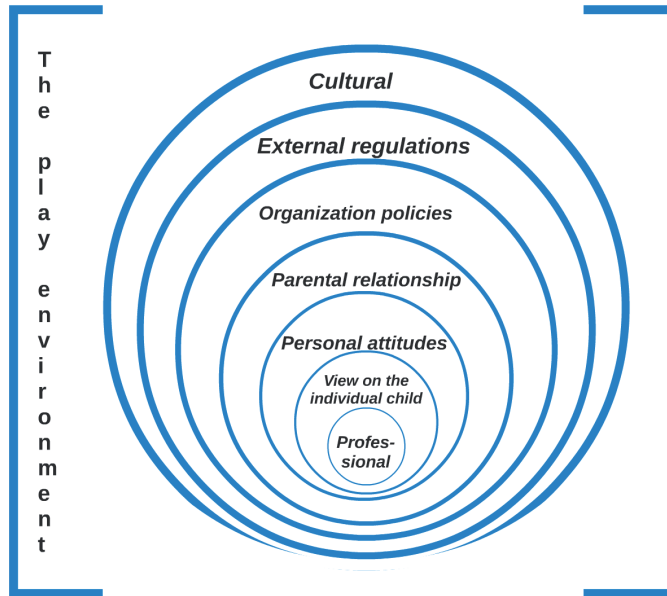 The play environment
Cultural
External regulations
Organization policies
Parental relationship
Personal attitudes
View on the
individual child
Profes-
sional